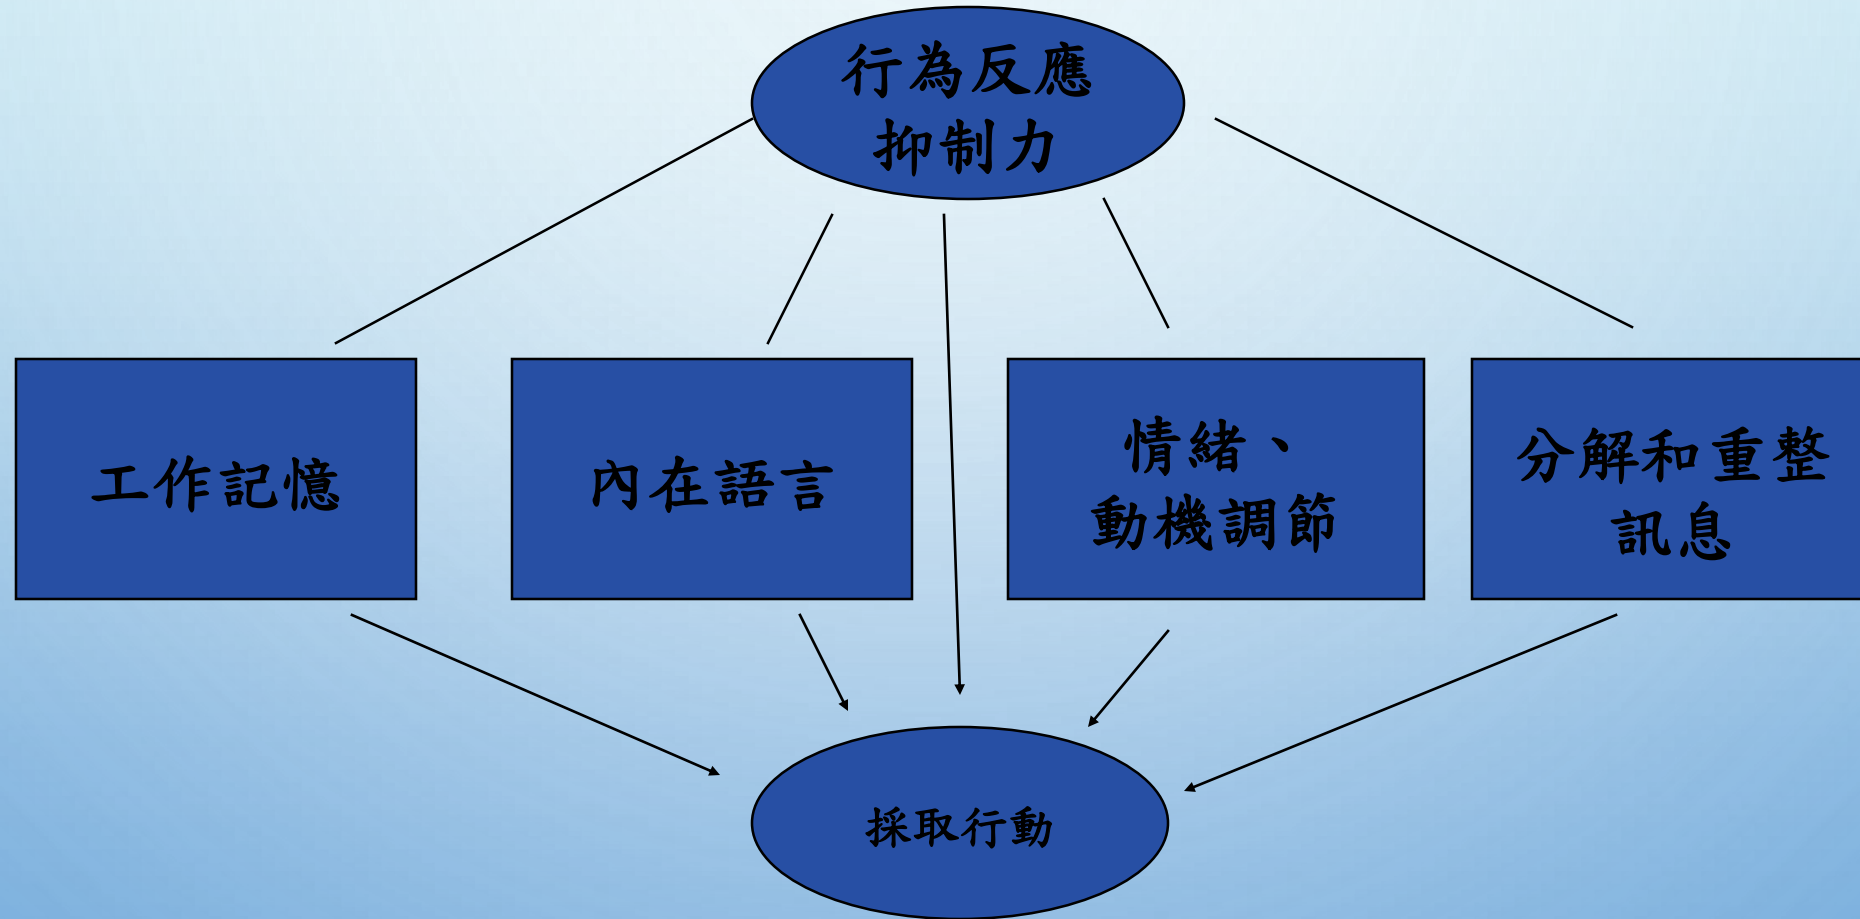 行為反應
抑制力
工作記憶
內在語言
情緒、
動機調節
分解和重整
訊息
採取行動